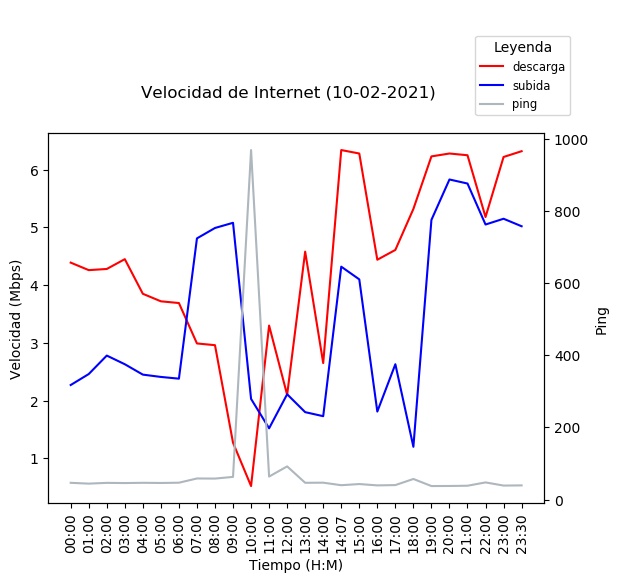 Leyenda
descarga
subida
ping
Velocidad de Internet (10-02-2021)
Velocidad (Mbps)
6
5
4
3
2
1
1000
800
600
400
200
0
Ping
00:00 01:00 02:00 03:00 04:00 05:00 06:00 07:00 08:00 09:00 10:00 11:00 12:00 13:00 14:00 14:07 15:00 16:00 17:00 18:00 19:00 20:00 21:00 22:00 23:00 23:30
Tiempo (H:M)